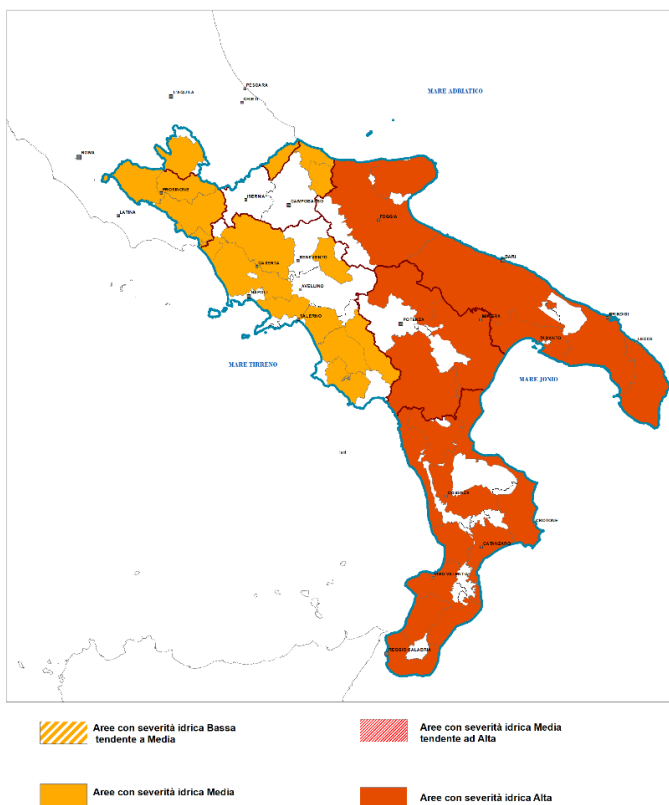 PESCARA
L'AQUILA
CHIETI
MARE ADRIATICO
ROMA
FROSINONE
ISERNIA
CAMPOBASSO
LATINA
FOGGIA
BARI
BENEVENTO
CASERTA
AVELLINO
NAPOLI
SALERNO
POTENZA
MATERA
BRINDISI
TARANTO
LECCE
MARE TIRRENO
MARE JONIO
COSENZA
CROTONE
CATANZARO
VIBO VALENTIA
REGGIO CALABRIA
Aree con severità idrica Bassa
tendente a Media
Aree con severità idrica Media
tendente ad Alta
Aree con severità idrica Media
Aree con severità idrica Alta